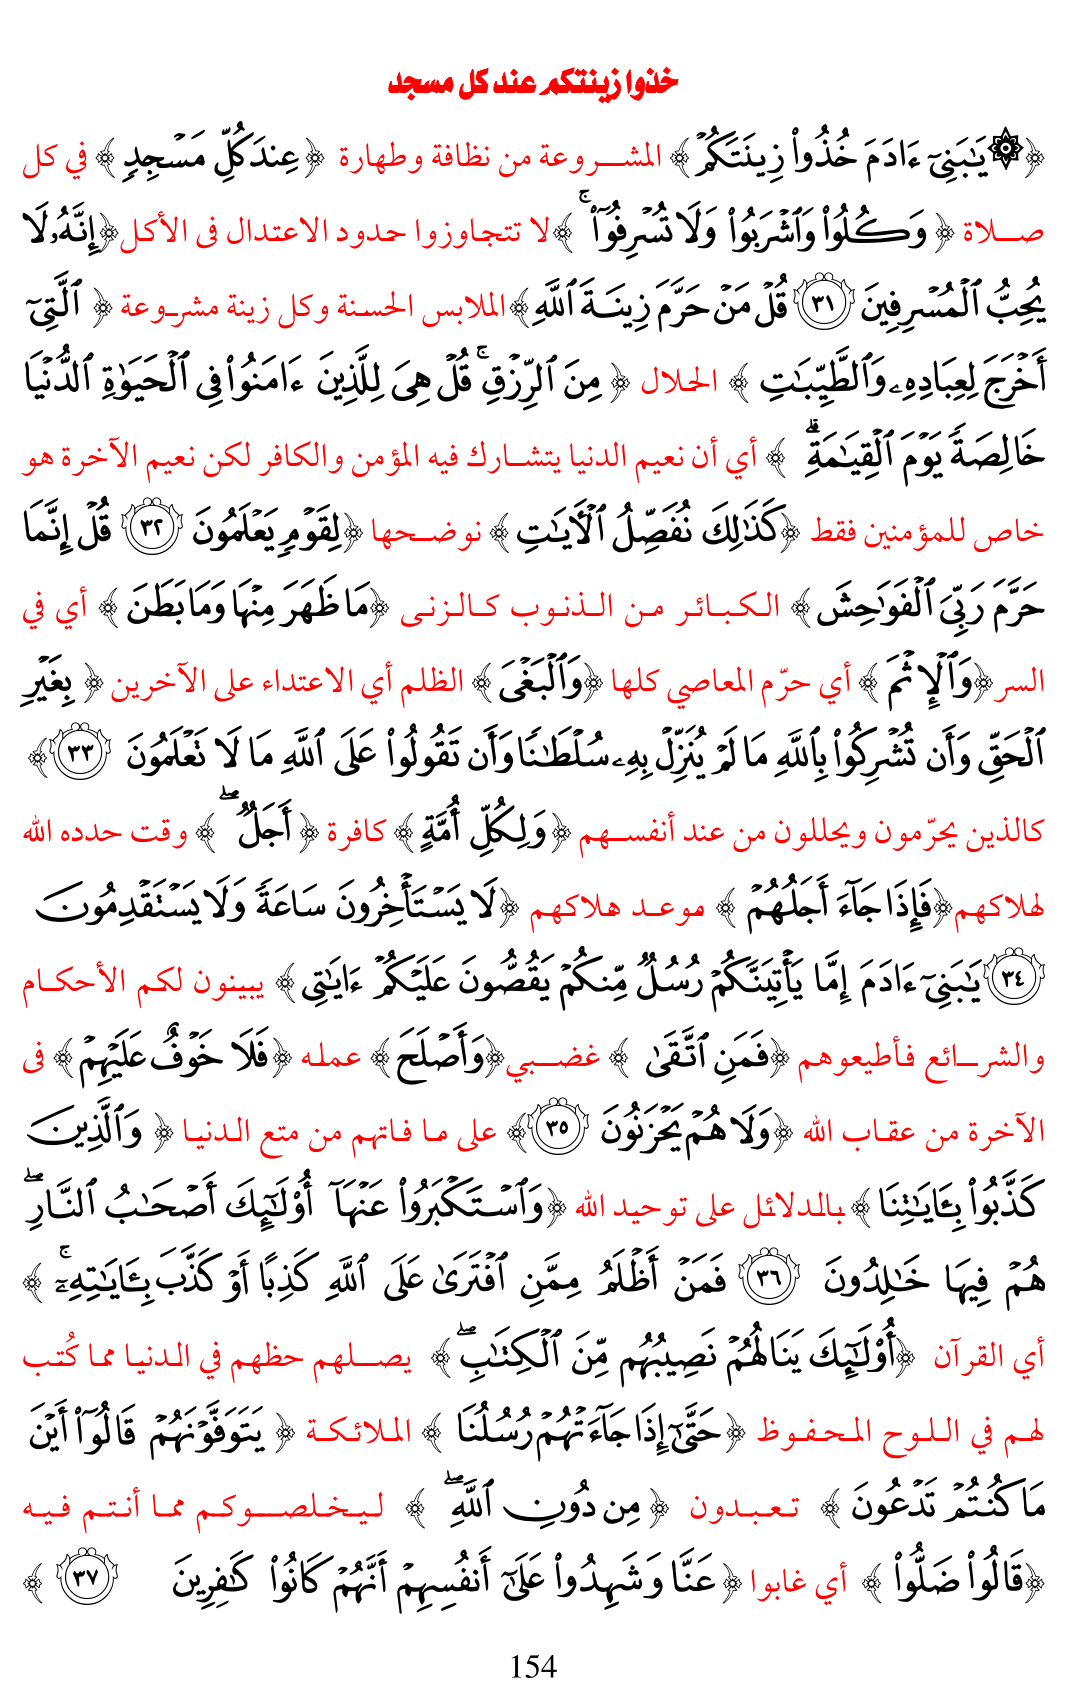 خذوا زينتكم عند كل مسجد
﴿۞ يَٰبَنِىٓ ءَادَمَ خُذُوا۟ زِينَتَكُمْ﴾ المشروعة من نظافة وطهارة ﴿عِندَ كُلِّ مَسْجِدٍ﴾ في كل
صلاة ﴿وَكُلُوا۟ وَٱشْرَبُوا۟ وَلَا تُسْرِفُوٓا۟ ۚ﴾ لا تتجاوزوا حدود الاعتدال فى الأكل ﴿إِنَّهُۥ لَا
يُحِبُّ ٱلْمُسْرِفِينَ ٣١ قُلْ مَنْ حَرَّمَ زِينَةَ ٱللَّهِ﴾ الملابس الحسنة وكل زينة مشروعة ﴿ٱلَّتِىٓ
أَخْرَجَ لِعِبَادِهِۦ وَٱلطَّيِّبَٰتِ﴾ الحلال ﴿مِنَ ٱلرِّزْقِ ۚ قُلْ هِىَ لِلَّذِينَ ءَامَنُوا۟ فِى ٱلْحَيَوٰةِ ٱلدُّنْيَا
خَالِصَةً يَوْمَ ٱلْقِيَٰمَةِ ۗ﴾ أي أن نعيم الدنيا يتشارك فيه المؤمن والكافر لكن نعيم الآخرة هو
خاص للمؤمنين فقط ﴿كَذَٰلِكَ نُفَصِّلُ ٱلْءَايَٰتِ﴾ نوضحها ﴿لِقَوْمٍ يَعْلَمُونَ ٣٢ قُلْ إِنَّمَا
حَرَّمَ رَبِّىَ ٱلْفَوَٰحِشَ﴾ الكبائر من الذنوب كالزنى ﴿مَا ظَهَرَ مِنْهَا وَمَا بَطَنَ﴾ أي في
السر ﴿وَٱلْإِثْمَ﴾ أي حرّم المعاصي كلها ﴿وَٱلْبَغْىَ﴾ الظلم أي الاعتداء على الآخرين ﴿بِغَيْرِ
ٱلْحَقِّ وَأَن تُشْرِكُوا۟ بِٱللَّهِ مَا لَمْ يُنَزِّلْ بِهِۦ سُلْطَٰنًا وَأَن تَقُولُوا۟ عَلَى ٱللَّهِ مَا لَا تَعْلَمُونَ ٣٣﴾
كالذين يحرّمون ويحللون من عند أنفسهم ﴿وَلِكُلِّ أُمَّةٍ﴾ كافرة ﴿أَجَلٌ ۖ﴾ وقت حدده الله
لهلاكهم ﴿فَإِذَا جَآءَ أَجَلُهُمْ﴾ موعد هلاكهم ﴿لَا يَسْتَأْخِرُونَ سَاعَةً وَلَا يَسْتَقْدِمُونَ
٣٤ يَٰبَنِىٓ ءَادَمَ إِمَّا يَأْتِيَنَّكُمْ رُسُلٌ مِّنكُمْ يَقُصُّونَ عَلَيْكُمْ ءَايَٰتِى﴾ يبينون لكم الأحكام
والشرائع فأطيعوهم ﴿فَمَنِ ٱتَّقَىٰ﴾ غضبي ﴿وَأَصْلَحَ﴾ عمله ﴿فَلَا خَوْفٌ عَلَيْهِمْ﴾ فى
الآخرة من عقاب الله ﴿وَلَا هُمْ يَحْزَنُونَ ٣٥﴾ على ما فاتهم من متع الدنيا ﴿وَٱلَّذِينَ
كَذَّبُوا۟ بِـَٔايَٰتِنَا﴾ بالدلائل على توحيد الله ﴿وَٱسْتَكْبَرُوا۟ عَنْهَآ أُو۟لَٰٓئِكَ أَصْحَٰبُ ٱلنَّارِ ۖ
هُمْ فِيهَا خَٰلِدُونَ ٣٦ فَمَنْ أَظْلَمُ مِمَّنِ ٱفْتَرَىٰ عَلَى ٱللَّهِ كَذِبًا أَوْ كَذَّبَ بِـَٔايَٰتِهِۦٓ ۚ﴾
أي القرآن ﴿أُو۟لَٰٓئِكَ يَنَالُهُمْ نَصِيبُهُم مِّنَ ٱلْكِتَٰبِ ۖ﴾ يصلهم حظهم في الدنيا مما كُتب
لهم في اللوح المحفوظ ﴿حَتَّىٰٓ إِذَا جَآءَتْهُمْ رُسُلُنَا﴾ الملائكة ﴿يَتَوَفَّوْنَهُمْ قَالُوٓا۟ أَيْنَ
مَا كُنتُمْ تَدْعُونَ﴾ تعبدون ﴿مِن دُونِ ٱللَّهِ ۖ﴾ ليخلصوكم مما أنتم فيه
﴿قَالُوا۟ ضَلُّوا۟﴾ أي غابوا ﴿عَنَّا وَشَهِدُوا۟ عَلَىٰٓ أَنفُسِهِمْ أَنَّهُمْ كَانُوا۟ كَٰفِرِينَ ٣٧﴾
154